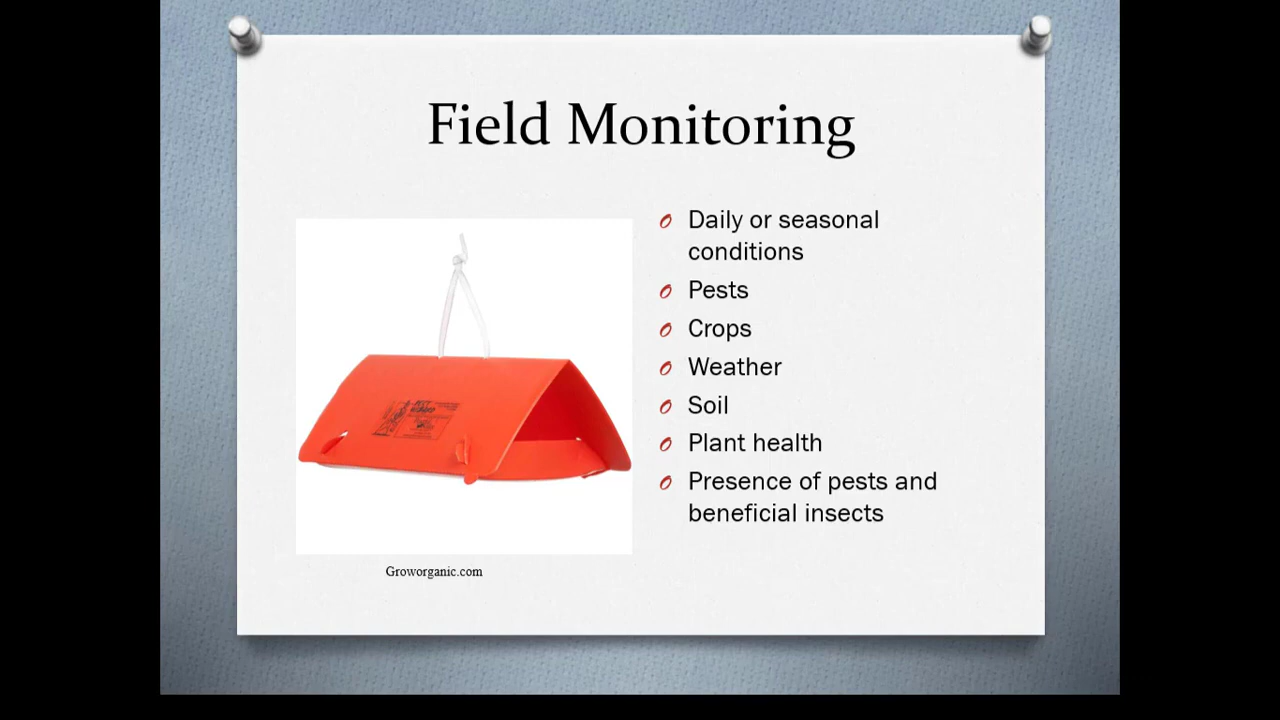 Field Monitoring
Daily or seasonal
conditions
Pests
Crops
Weather
Soil
Plant health
Presence of pests and
beneficial insects
Groworganic.com